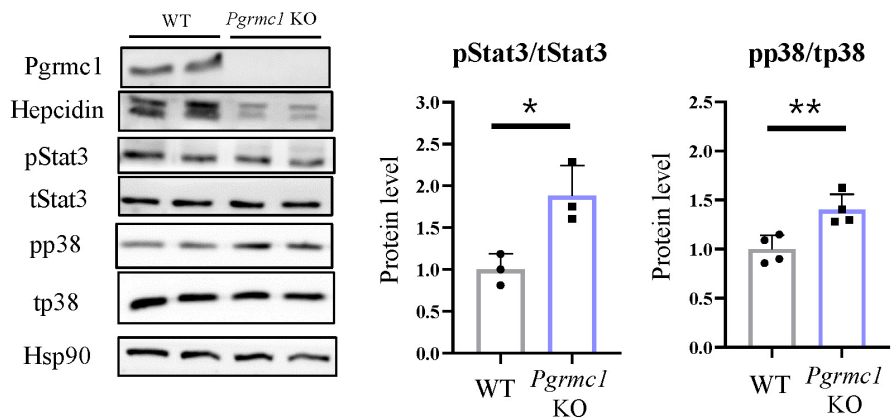 WT Pgrmc1 KO
Pgrmc1
Hepcidin
pStat3
tStat3
pp38
tp38
Hsp90
pStat3/tStat3
Protein level
3.0
2.5
2.0
1.5
1.0
0.5
0.0
*
WT
Pgrmc1
KO
pp38/tp38
Protein level
2.5
2.0
1.5
1.0
0.5
0.0
**
WT
Pgrmc1
KO